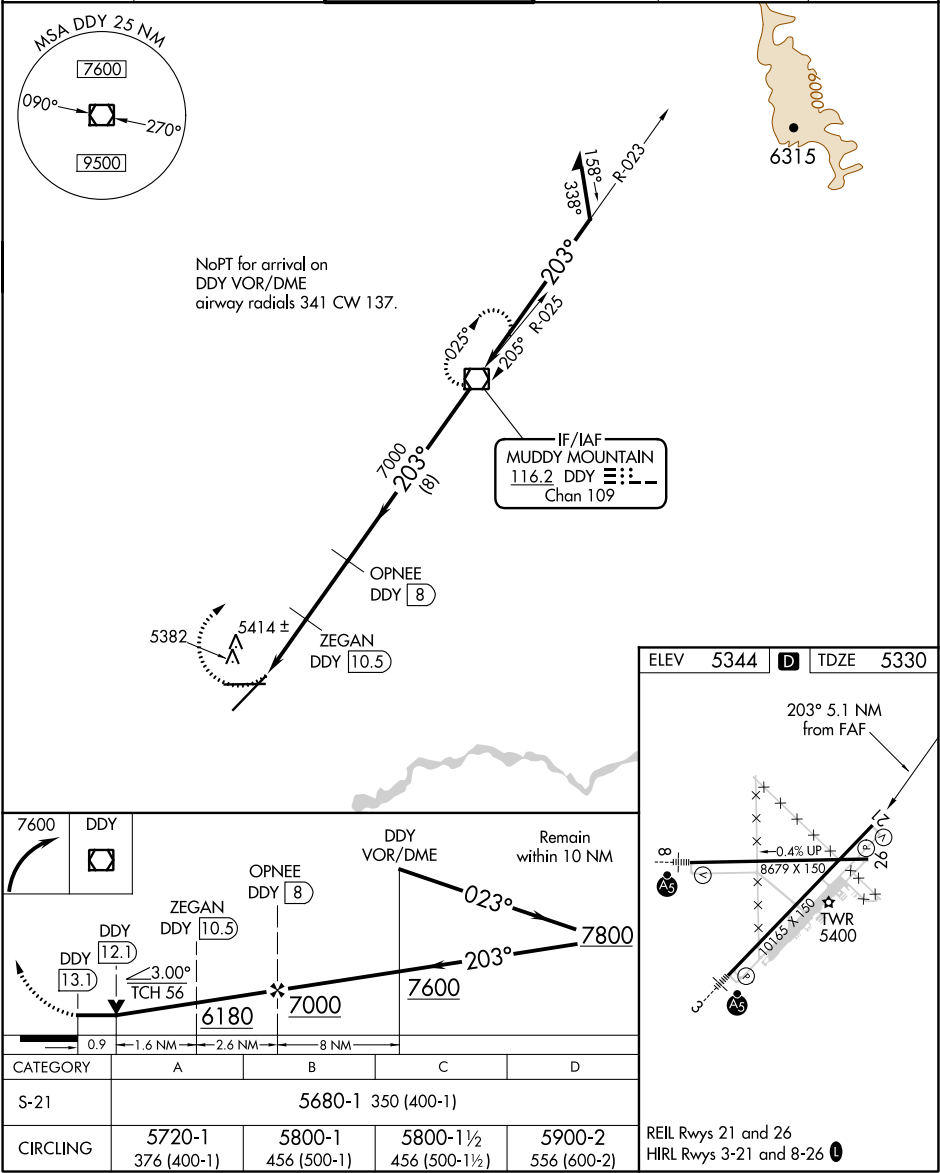 MSA DDY 25 NM
7600
090°
270°
9500
6000
6315
158°
338°
R-023
203°
NoPT for arrival on
DDY VOR/DME
airway radials 341 CW 137.
025°
205°
R-025
IF/IAF
MUDDY MOUNTAIN
116.2 DDY
Chan 109
7000
203°
(8)
OPNEE
DDY 8
5382
5414 ±
ZEGAN
DDY 10.5
ELEV 5344 D TDZE 5330
203° 5.1 NM
from FAF
21
V
P
26
8
0.4% UP
8679 X 150
A5
V
10165 X 150
TWR
5400
P
3
A5
REIL Rwys 21 and 26
HIRL Rwys 3-21 and 8-26 L
7600 DDY
DDY
VOR/DME
Remain
within 10 NM
OPNEE
DDY 8
023°
ZEGAN
DDY 10.5
7800
DDY
12.1
203°
DDY
13.1
3.00°
TCH 56
7600
7000
6180
0.9 1.6 NM 2.6 NM 8 NM
CATEGORY A B C D
S-21 5680-1 350 (400-1)
CIRCLING 5720-1 5800-1 5800-1½ 5900-2
376 (400-1) 456 (500-1) 456 (500-1½) 556 (600-2)